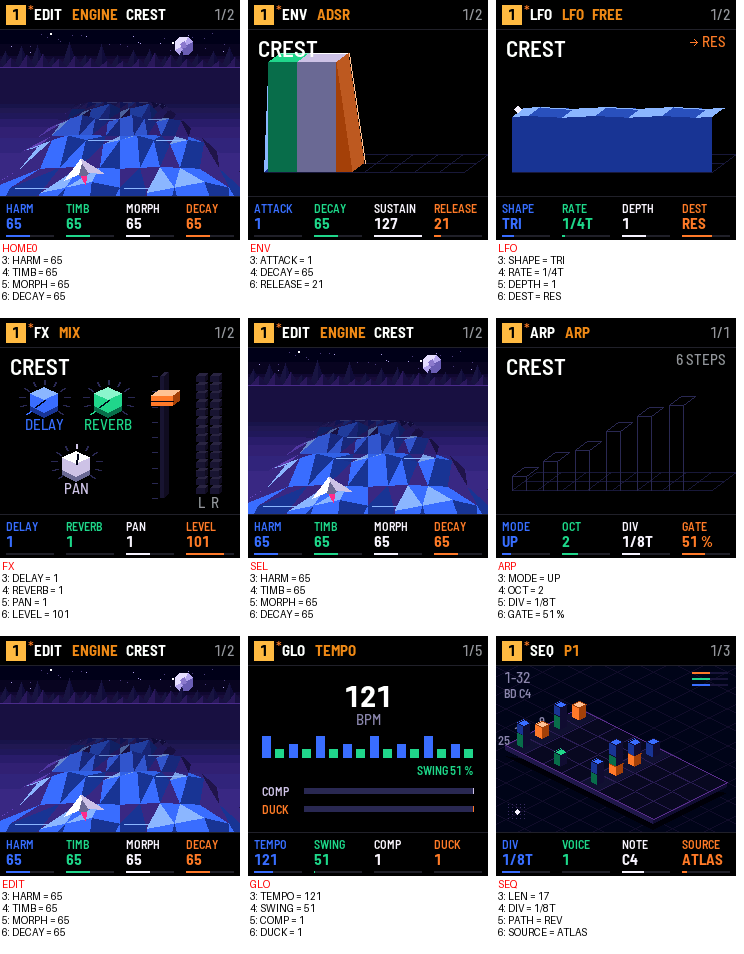 1 *EDIT ENGINE CREST 1/2
HARM TIMB MORPH DECAY
65 65 65 65
HOME0
3: HARM = 65
4: TIMB = 65
5: MORPH = 65
6: DECAY = 65
1 *ENV ADSR 1/2
CREST
ATTACK DECAY SUSTAIN RELEASE
1 65 127 21
ENV
3: ATTACK = 1
4: DECAY = 65
6: RELEASE = 21
1 *LFO LFO FREE 1/2
CREST → RES
SHAPE RATE DEPTH DEST
TRI 1/4T 1 RES
LFO
3: SHAPE = TRI
4: RATE = 1/4T
5: DEPTH = 1
6: DEST = RES
1 *FX MIX 1/2
CREST
DELAY REVERB
PAN
L R
DELAY REVERB PAN LEVEL
1 1 1 101
FX
3: DELAY = 1
4: REVERB = 1
5: PAN = 1
6: LEVEL = 101
1 *EDIT ENGINE CREST 1/2
HARM TIMB MORPH DECAY
65 65 65 65
SEL
3: HARM = 65
4: TIMB = 65
5: MORPH = 65
6: DECAY = 65
1 *ARP ARP 1/1
CREST 6 STEPS
MODE OCT DIV GATE
UP 2 1/8T 51 %
ARP
3: MODE = UP
4: OCT = 2
5: DIV = 1/8T
6: GATE = 51 %
1 *EDIT ENGINE CREST 1/2
HARM TIMB MORPH DECAY
65 65 65 65
EDIT
3: HARM = 65
4: TIMB = 65
5: MORPH = 65
6: DECAY = 65
1 *GLO TEMPO 1/5
121
BPM
SWING 51 %
COMP
DUCK
TEMPO SWING COMP DUCK
121 51 1 1
GLO
3: TEMPO = 121
4: SWING = 51
5: COMP = 1
6: DUCK = 1
1 *SEQ P1 1/3
1-32
BD C4
25
DIV VOICE NOTE SOURCE
1/8T 1 C4 ATLAS
SEQ
3: LEN = 17
4: DIV = 1/8T
5: PATH = REV
6: SOURCE = ATLAS